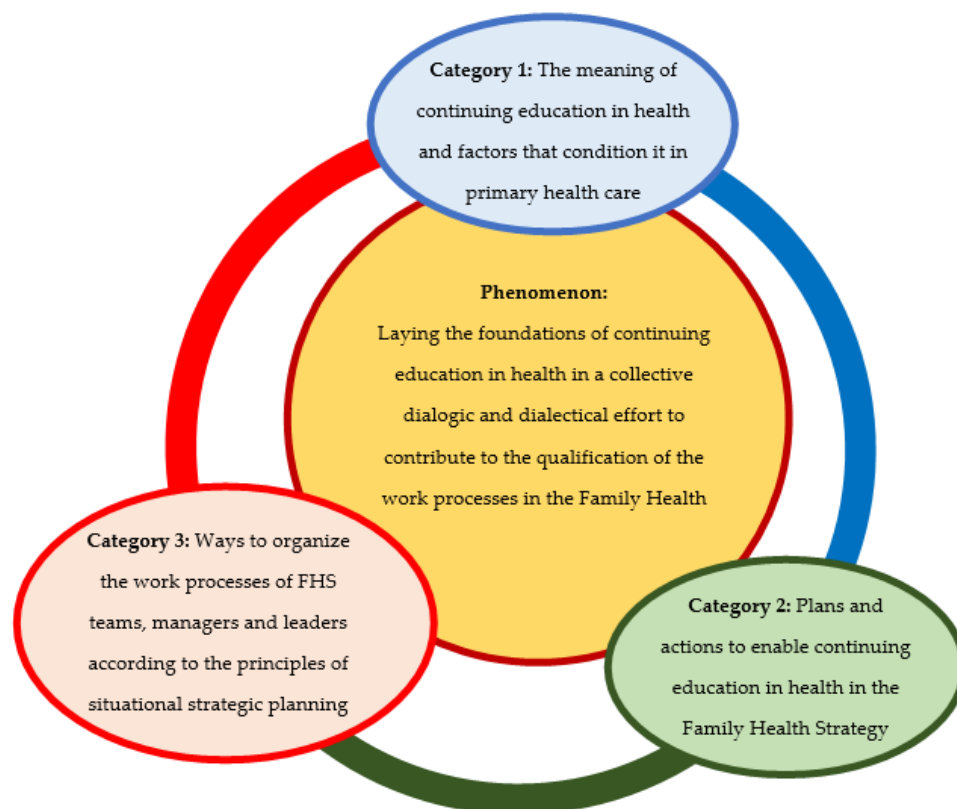 Category 1: The meaning of
continuing education in health
and factors that condition it in
primary health care
Phenomenon:
Laying the foundations of continuing
education in health in a collective
dialogic and dialectical effort to
contribute to the qualification of the
work processes in the Family Health
Category 3: Ways to organize
the work processes of FHS
teams, managers and leaders
according to the principles of
situational strategic planning
Category 2: Plans and
actions to enable continuing
education in health in the
Family Health Strategy